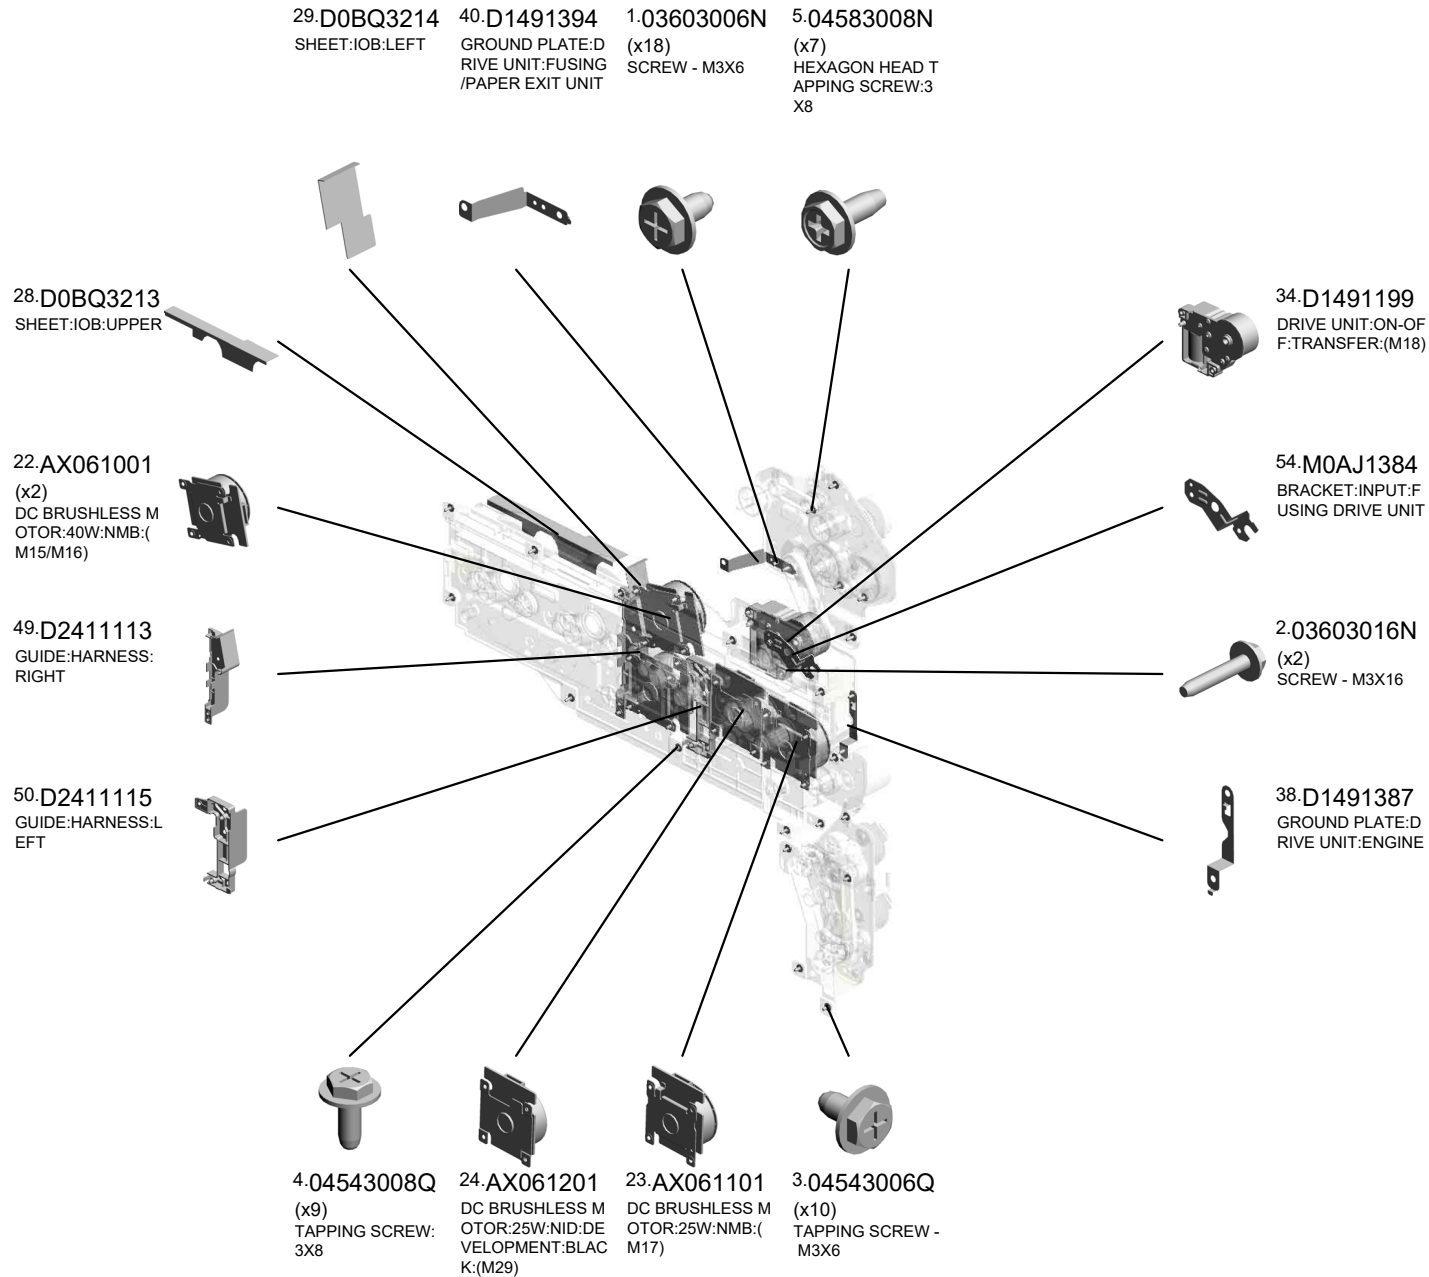 29.D0BQ3214
SHEET:IOB:LEFT
40.D1491394
GROUND PLATE:D
RIVE UNIT:FUSING
/PAPER EXIT UNIT
1.03603006N
(x18)
SCREW - M3X6
5.04583008N
(x7)
HEXAGON HEAD T
APPING SCREW:3
X8
28.D0BQ3213
SHEET:IOB:UPPER
34.D1491199
DRIVE UNIT:ON-OF
F:TRANSFER:(M18)
22.AX061001
(x2)
DC BRUSHLESS M
OTOR:40W:NMB:(
M15/M16)
54.M0AJ1384
BRACKET:INPUT:F
USING DRIVE UNIT
49.D2411113
GUIDE:HARNESS:
RIGHT
2.03603016N
(x2)
SCREW - M3X16
50.D2411115
GUIDE:HARNESS:L
EFT
38.D1491387
GROUND PLATE:D
RIVE UNIT:ENGINE
4.04543008Q
(x9)
TAPPING SCREW:
3X8
24.AX061201
DC BRUSHLESS M
OTOR:25W:NID:DE
VELOPMENT:BLAC
K:(M29)
23.AX061101
DC BRUSHLESS M
OTOR:25W:NMB:(
M17)
3.04543006Q
(x10)
TAPPING SCREW -
M3X6